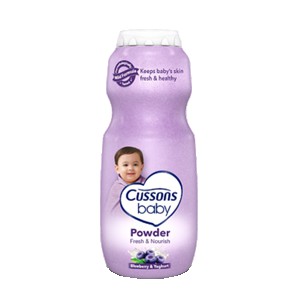 Keeps baby's skin
fresh & healthy
Cussons
baby
Powder
Fresh & Nourish
Blueberry & Yoghurt